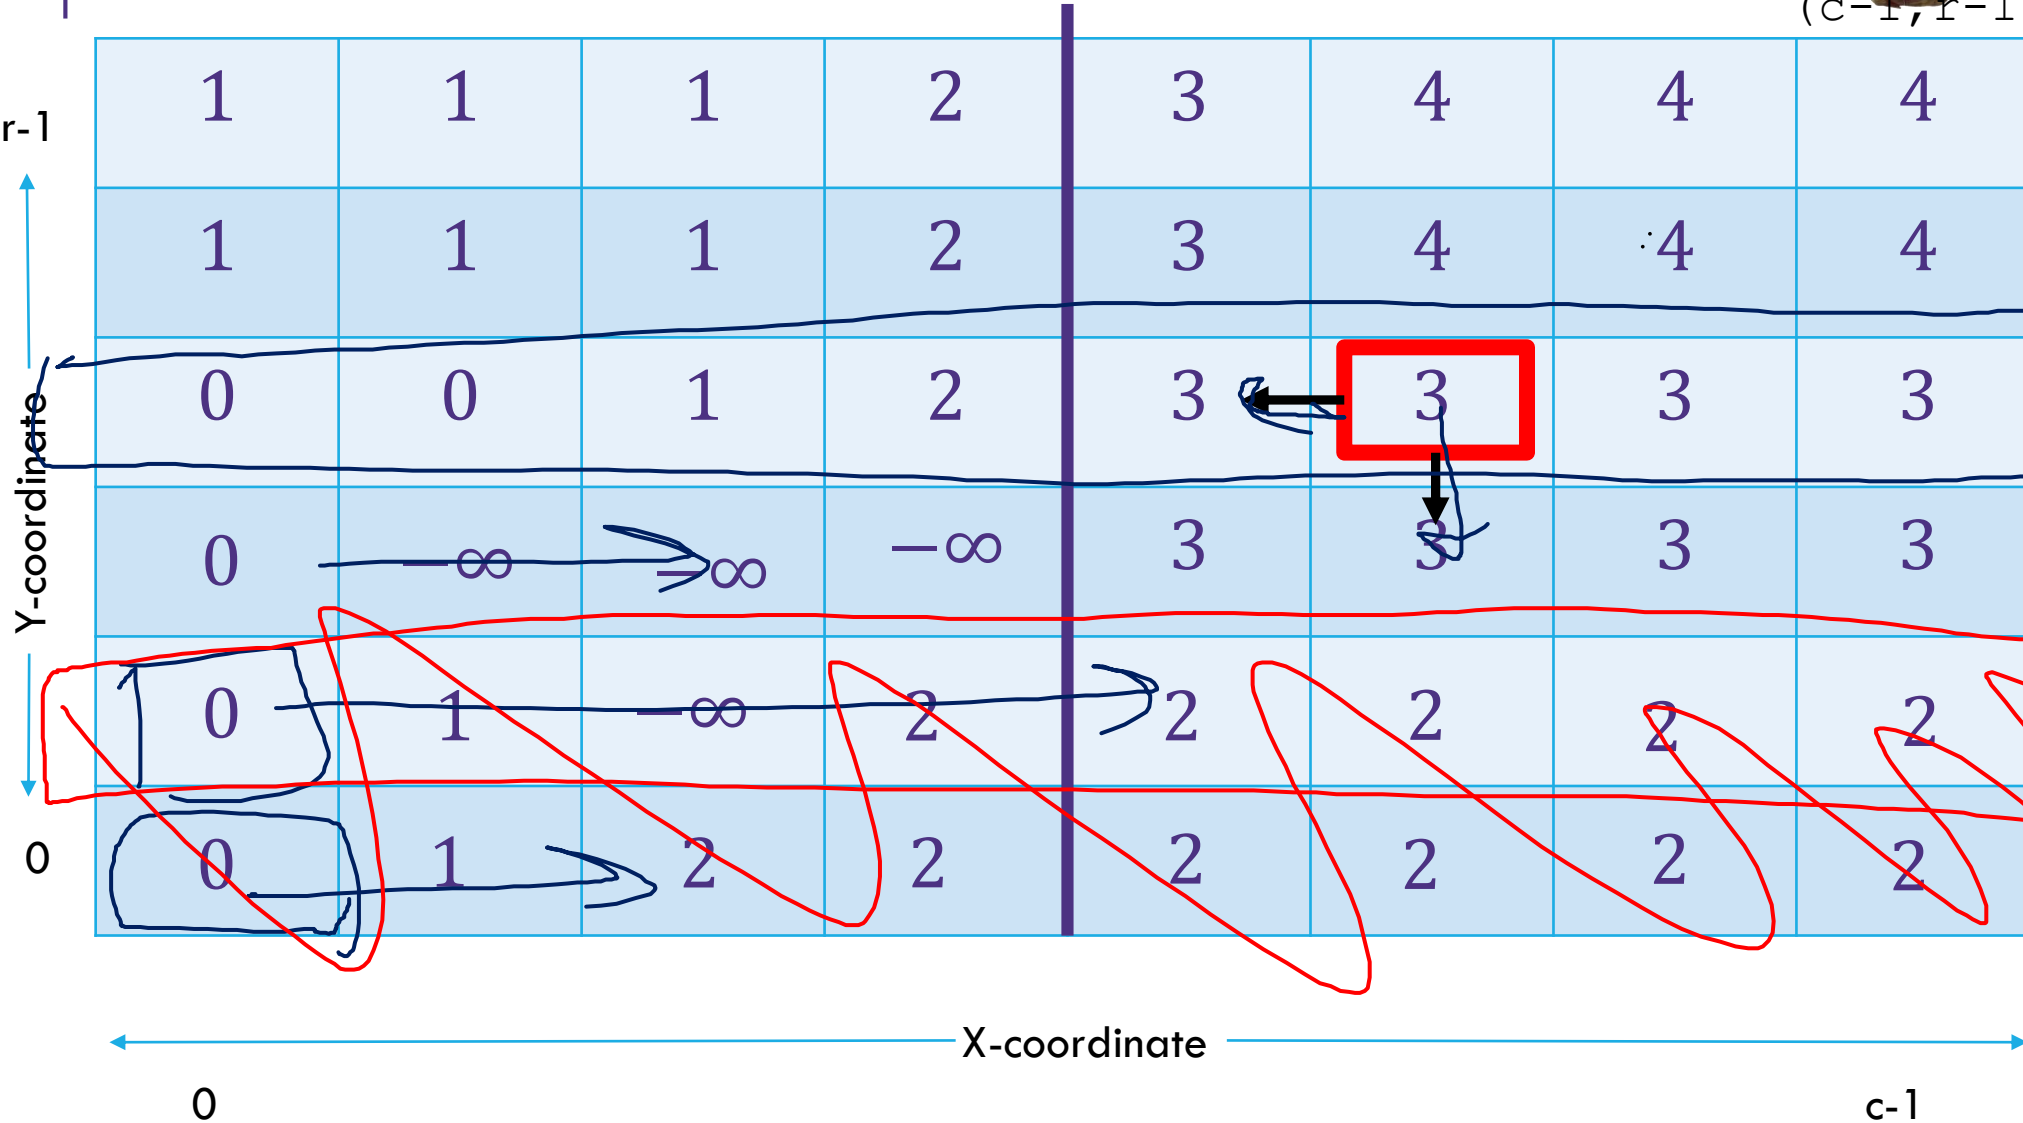 (c-1,r-1
r-1
1 1 1 2 3 4 4 4
1 1 1 2 3 4 4 4
0 0 1 2 3 3 3 3
Y-coordinate
0 −∞ −∞ −∞ 3 3 3 3
0 1 −∞ 2 2 2 2 2
0
0 1 2 2 2 2 2 2
X-coordinate
0 c-1